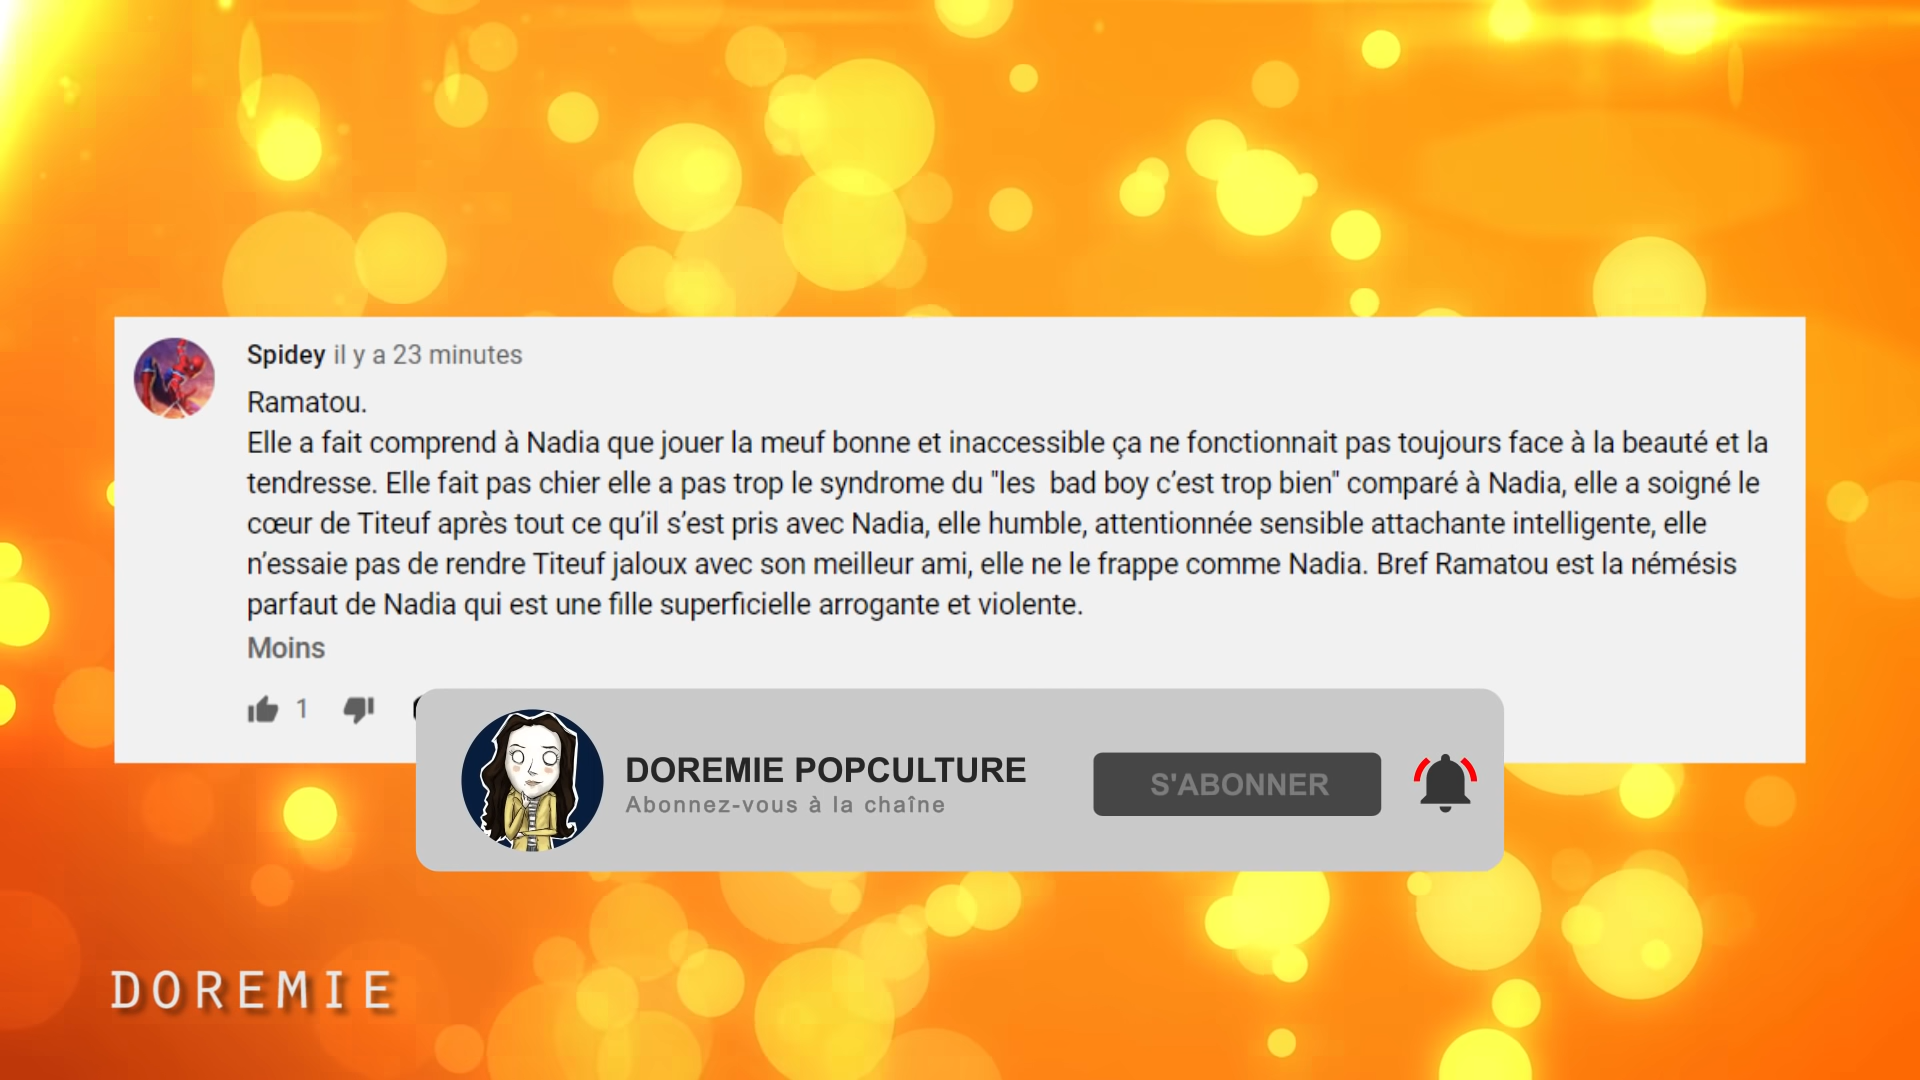 Spidey il y a 23 minutes
Ramatou.
Elle a fait comprend à Nadia que jouer la meuf bonne et inaccessible ça ne fonctionnait pas toujours face à la beauté et la
tendresse. Elle fait pas chier elle a pas trop le syndrome du "les  bad boy c’est trop bien" comparé à Nadia, elle a soigné le
cœur de Titeuf après tout ce qu’il s’est pris avec Nadia, elle humble, attentionnée sensible attachante intelligente, elle
n’essaie pas de rendre Titeuf jaloux avec son meilleur ami, elle ne le frappe comme Nadia. Bref Ramatou est la némésis
parfaut de Nadia qui est une fille superficielle arrogante et violente.
Moins
1
DOREMIE POPCULTURE
Abonnez-vous à la chaîne
S'ABONNER
DOREMIE